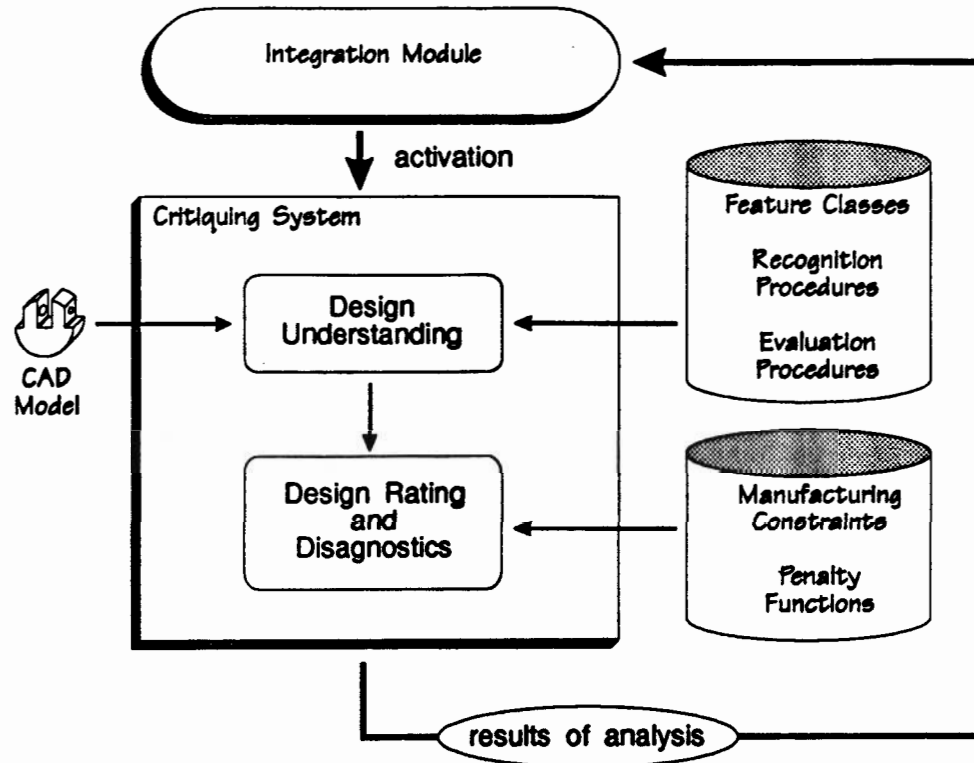 Integration Module
activation
Critiquing System
Feature Classes
Recognition
Procedures
Evaluation
Procedures
Design
Understanding
CAD
Model
Design Rating
and
Disagnostics
Manufacturing
Constraints
Penalty
Functions
results of analysis